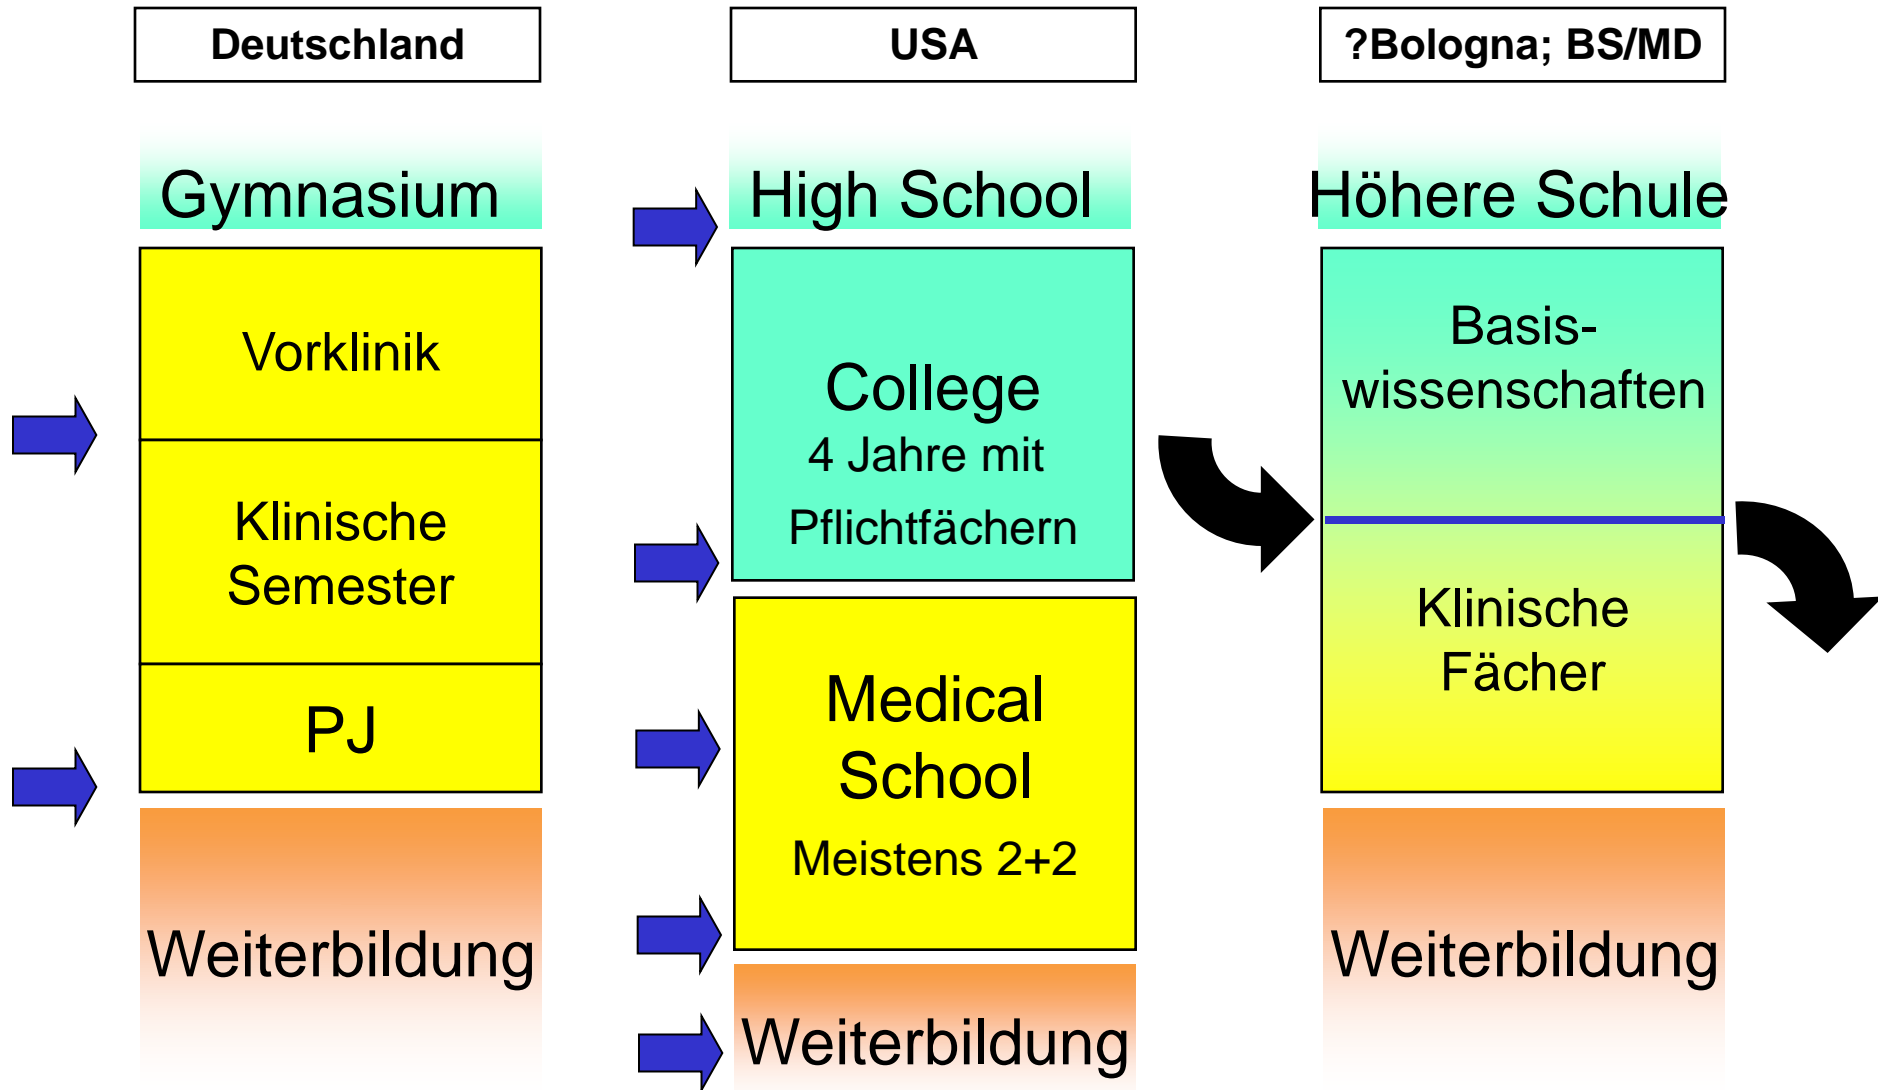 Deutschland
Gymnasium
Vorklinik
Klinische
Semester
PJ
Weiterbildung
USA
High School
College
4 Jahre mit
Pflichtfächern
Medical
School
Meistens 2+2
Weiterbildung
?Bologna; BS/MD
Höhere Schule
Basis-
wissenschaften
Klinische
Fächer
Weiterbildung